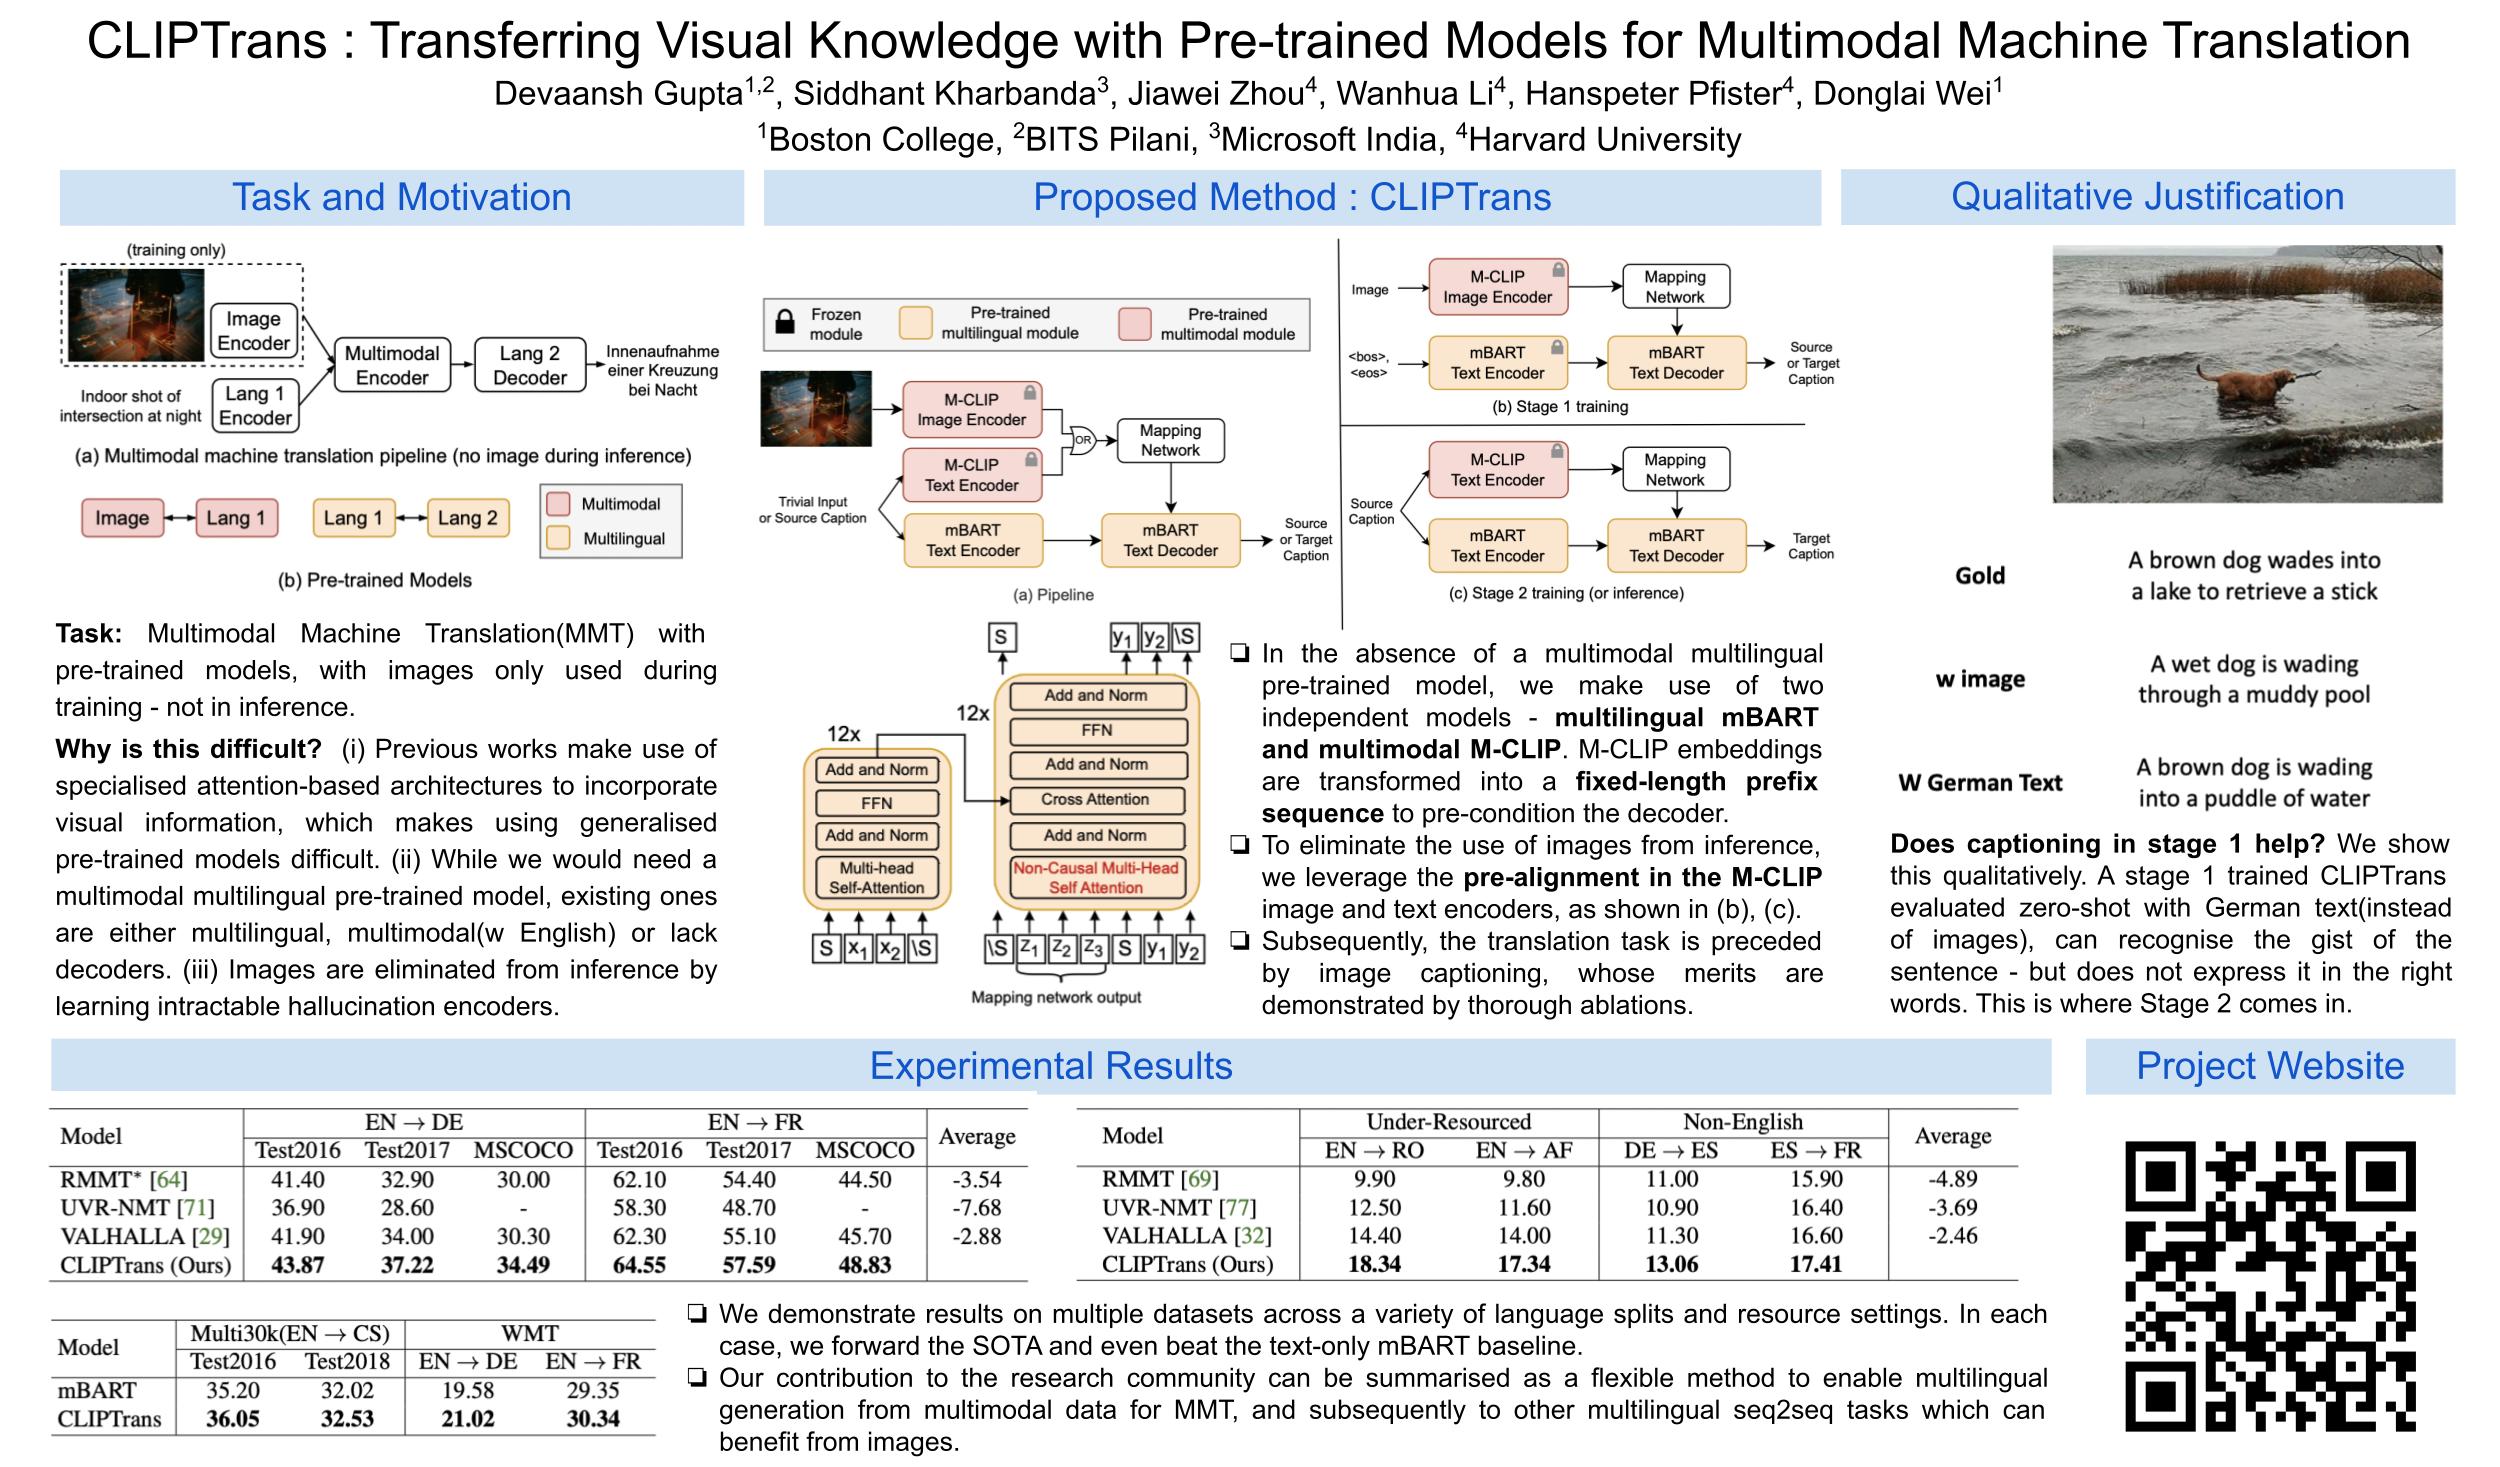 CLIPTrans : Transferring Visual Knowledge with Pre-trained Models for Multimodal Machine Translation
Devaansh Gupta1,2, Siddhant Kharbanda3, Jiawei Zhou4, Wanhua Li4, Hanspeter Pfister4, Donglai Wei1
1Boston College, 2BITS Pilani, 3Microsoft India, 4Harvard University
Task and Motivation
(training only)
Image
Encoder
Indoor shot of
intersection at night
Lang 1
Encoder
Multimodal
Encoder
Lang 2
Decoder
Innenaufnahme
einer Kreuzung
bei Nacht
(a) Multimodal machine translation pipeline (no image during inference)
Image
Lang 1
Lang 1
Lang 2
Multimodal
Multilingual
(b) Pre-trained Models
Task: Multimodal Machine Translation(MMT) with
pre-trained models, with images only used during
training - not in inference.
Why is this difficult? (i) Previous works make use of
specialised attention-based architectures to incorporate
visual information, which makes using generalised
pre-trained models difficult. (ii) While we would need a
multimodal multilingual pre-trained model, existing ones
are either multilingual, multimodal(w English) or lack
decoders. (iii) Images are eliminated from inference by
learning intractable hallucination encoders.
Proposed Method : CLIPTrans
Frozen
module
Pre-trained
multilingual module
Pre-trained
multimodal module
M-CLIP
Image Encoder
M-CLIP
Text Encoder
OR
Mapping
Network
Trivial Input
or Source Caption
mBART
Text Encoder
mBART
Text Decoder
Source
or Target
Caption
(a) Pipeline
Image
M-CLIP
Image Encoder
Mapping
Network
<bos>,
<eos>
mBART
Text Encoder
mBART
Text Decoder
Source
or Target
Caption
(b) Stage 1 training
M-CLIP
Text Encoder
Mapping
Network
Source
Caption
mBART
Text Encoder
mBART
Text Decoder
Target
Caption
(c) Stage 2 training (or inference)
S
y1 y2 \S
12x
12x
Add and Norm
FFN
Add and Norm
Multi-head
Self-Attention
Add and Norm
FFN
Add and Norm
Cross Attention
Add and Norm
Non-Causal Multi-Head
Self Attention
S x1 x2 \S
\S z1 z2 z3 S y1 y2
Mapping network output
❏ In the absence of a multimodal multilingual
pre-trained model, we make use of two
independent models - multilingual mBART
and multimodal M-CLIP. M-CLIP embeddings
are transformed into a fixed-length prefix
sequence to pre-condition the decoder.
❏ To eliminate the use of images from inference,
we leverage the pre-alignment in the M-CLIP
image and text encoders, as shown in (b), (c).
❏ Subsequently, the translation task is preceded
by image captioning, whose merits are
demonstrated by thorough ablations.
Qualitative Justification
Gold
A brown dog wades into
a lake to retrieve a stick
w image
A wet dog is wading
through a muddy pool
W German Text
A brown dog is wading
into a puddle of water
Does captioning in stage 1 help? We show
this qualitatively. A stage 1 trained CLIPTrans
evaluated zero-shot with German text(instead
of images), can recognise the gist of the
sentence - but does not express it in the right
words. This is where Stage 2 comes in.
Experimental Results
Model EN → DE EN → FR Average
Test2016 Test2017 MSCOCO Test2016 Test2017 MSCOCO
RMMT* [64] 41.40 32.90 30.00 62.10 54.40 44.50 -3.54
UVR-NMT [71] 36.90 28.60 - 58.30 48.70 - -7.68
VALHALLA [29] 41.90 34.00 30.30 62.30 55.10 45.70 -2.88
CLIPTrans (Ours) 43.87 37.22 34.49 64.55 57.59 48.83
Model Under-Resourced Non-English Average
EN → RO EN → AF DE → ES ES → FR
RMMT [69] 9.90 9.80 11.00 15.90 -4.89
UVR-NMT [77] 12.50 11.60 10.90 16.40 -3.69
VALHALLA [32] 14.40 14.00 11.30 16.60 -2.46
CLIPTrans (Ours) 18.34 17.34 13.06 17.41
Model Multi30k(EN → CS) WMT
Test2016 Test2018 EN → DE EN → FR
mBART 35.20 32.02 19.58 29.35
CLIPTrans 36.05 32.53 21.02 30.34
❏ We demonstrate results on multiple datasets across a variety of language splits and resource settings. In each
case, we forward the SOTA and even beat the text-only mBART baseline.
❏ Our contribution to the research community can be summarised as a flexible method to enable multilingual
generation from multimodal data for MMT, and subsequently to other multilingual seq2seq tasks which can
benefit from images.
Project Website